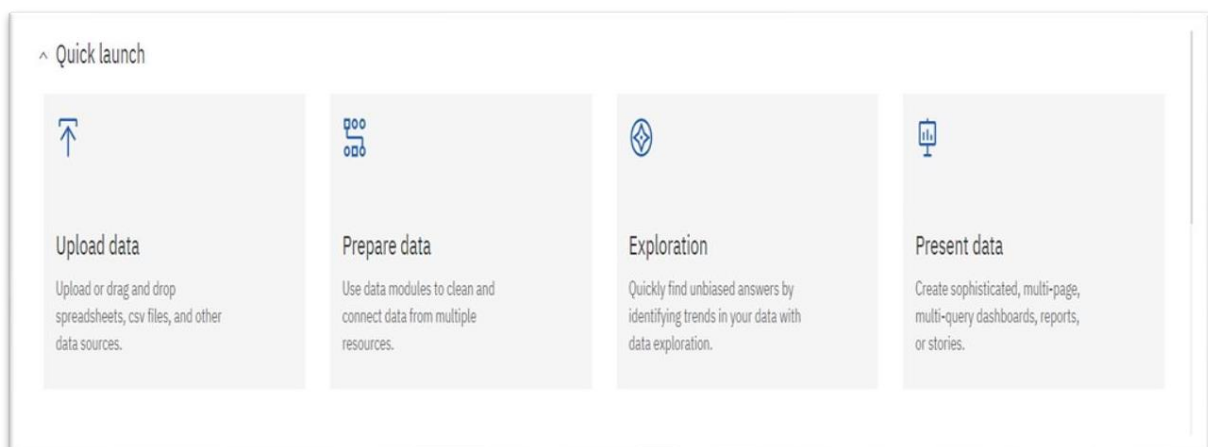 Quick launch
Upload data
Upload or drag and drop
spreadsheets, csv files, and other
data sources.
Prepare data
Use data modules to clean and
connect data from multiple
resources.
Exploration
Quickly find unbiased answers by
identifying trends in your data with
data exploration.
Present data
Create sophisticated, multi-page,
multi-query dashboards, reports,
or stories.